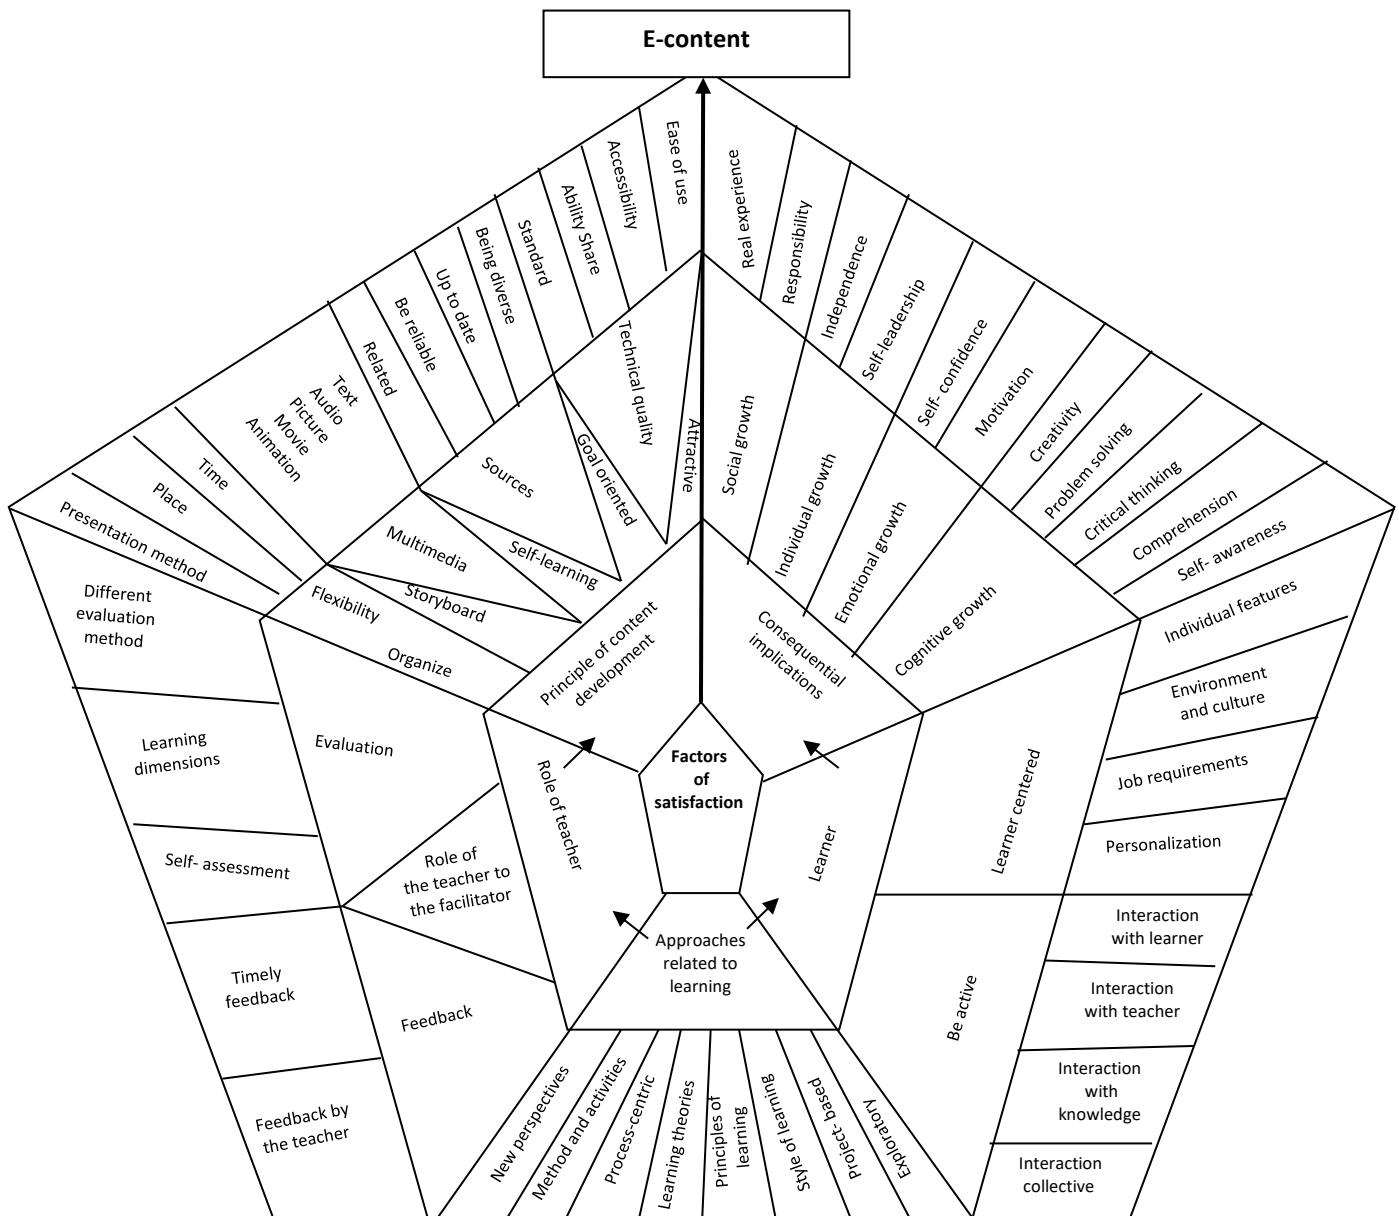 E-content
Ease of use
Accessibility
Ability Share
Standard
Being diverse
Up to date
Be reliable
Related
Text
Audio
Picture
Movie
Animation
Time
Place
Presentation method
Real experience
Responsibility
Independence
Self-leadership
Self- confidence
Motivation
Creativity
Problem solving
Critical thinking
Comprehension
Self- awareness
Technical quality
Attractive
Goal oriented
Sources
Self-learning
Multimedia
Storyboard
Flexibility
Organize
Social growth
Individual growth
Emotional growth
Cognitive growth
Principle of content
development
Consequential
implications
Factors
of
satisfaction
Role of teacher
Learner
Approaches
related to
learning
Different
evaluation
method
Learning
dimensions
Self- assessment
Timely
feedback
Feedback by
the teacher
Evaluation
Role of
the teacher to
the facilitator
Feedback
Learner centered
Be active
Individual features
Environment
and culture
Job requirements
Personalization
Interaction
with learner
Interaction
with teacher
Interaction
with
knowledge
Interaction
collective
New perspectives
Method and activities
Process-centric
Learning theories
Principles of
learning
Style of learning
Project- based
Exploratory